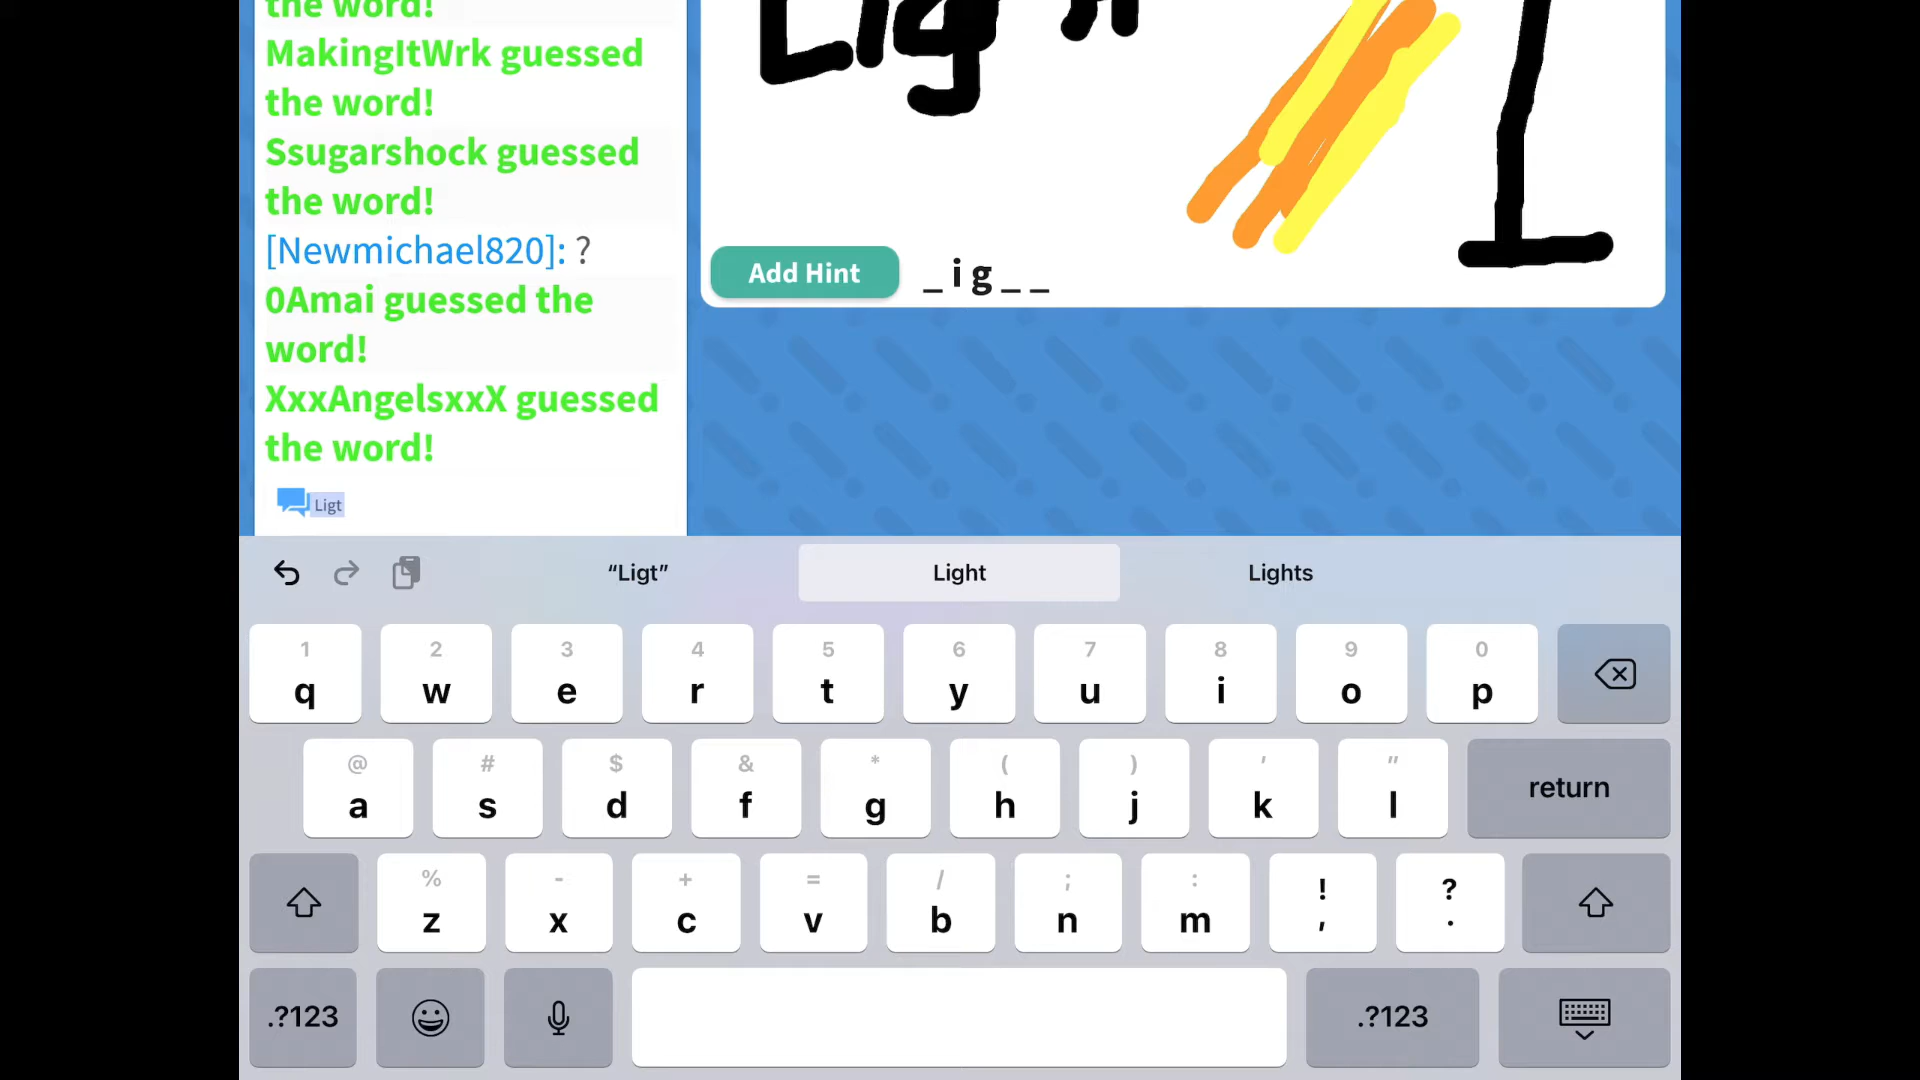 the word!
MakingItWrk guessed
the word!
Ssugarshock guessed
the word!
[Newmichael820]: ?
0Amai guessed the
word!
XxxAngelsxxX guessed
the word!
Ligt
Add Hint
_ i g _ _
“Ligt” Light Lights
1 2 3 4 5 6 7 8 9 0
q w e r t y u i o p
@ # $ & * ( ) ' "
a s d f g h j k l return
% - + = / ; : ! ?
z x c v b n m , .
.?123 .?123